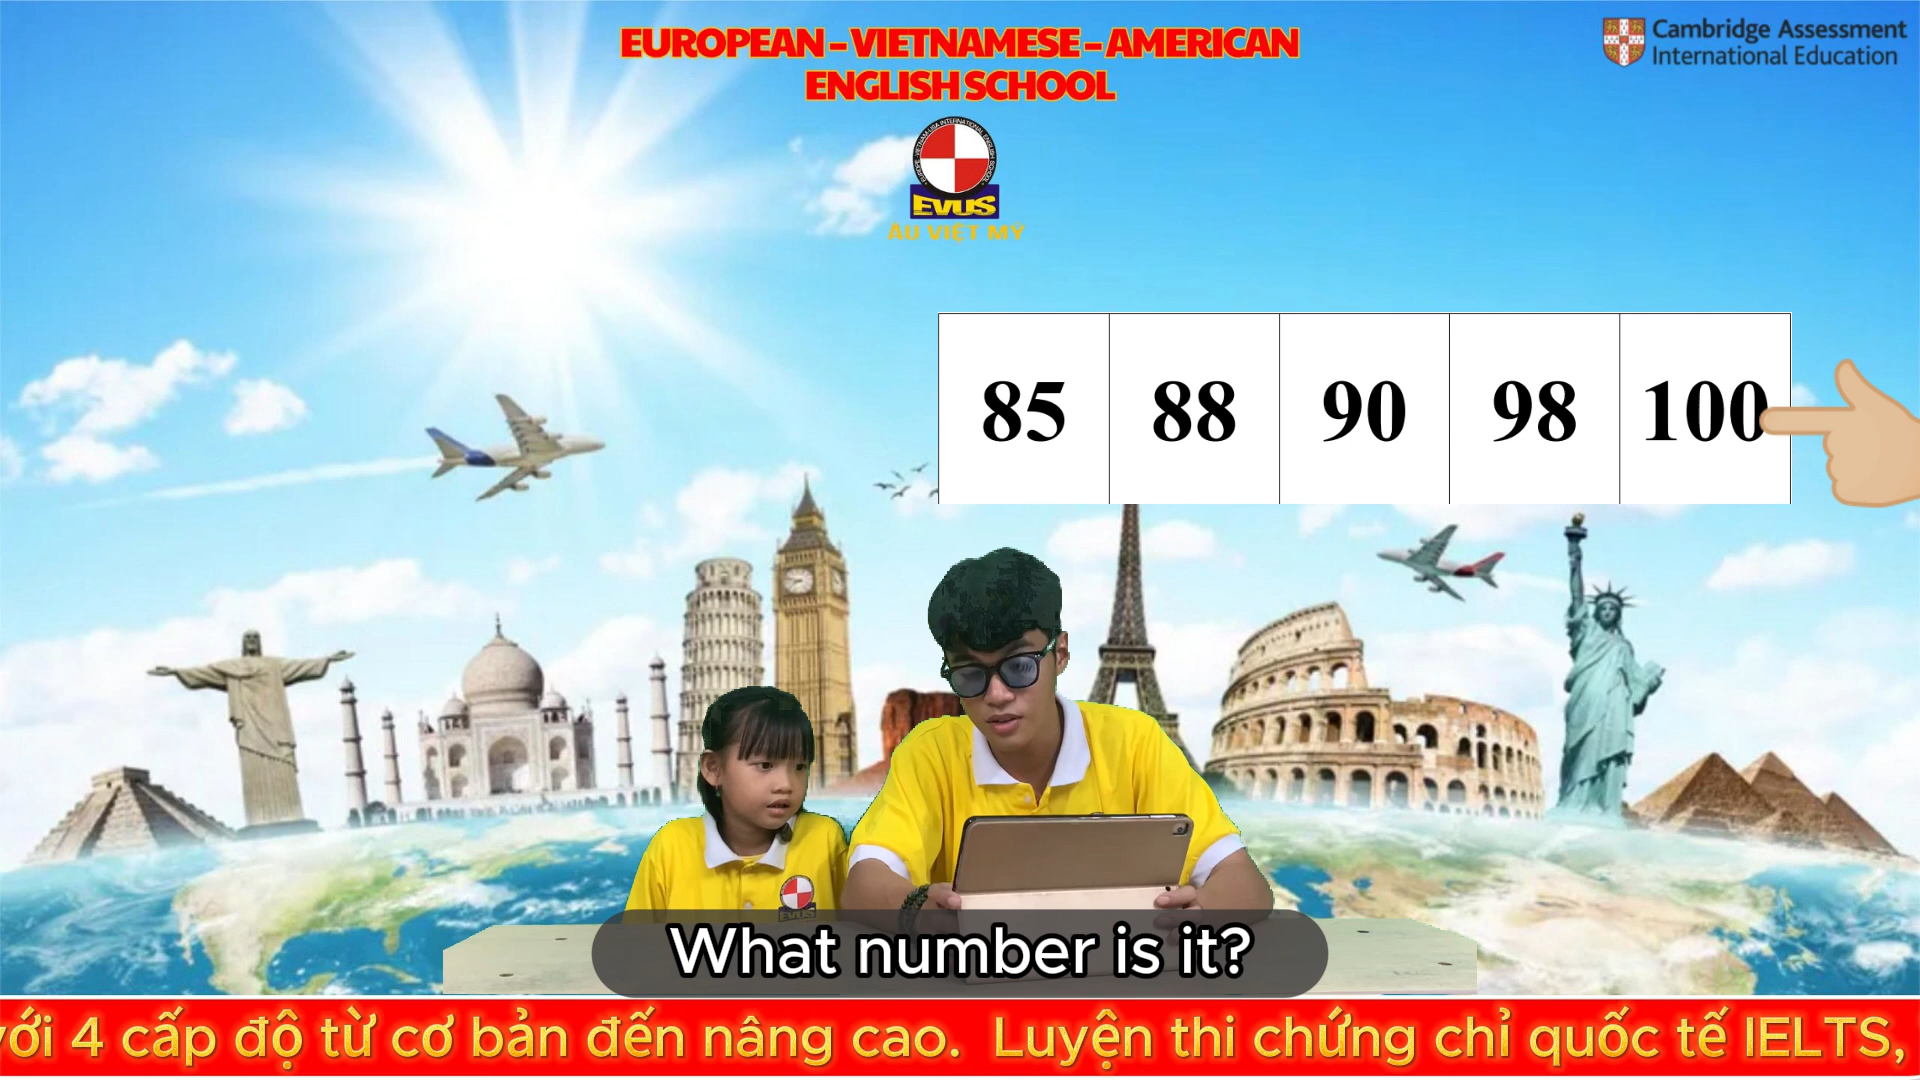 EUROPEAN – VIETNAMESE – AMERICAN
ENGLISH SCHOOL
Cambridge Assessment
International Education
EVUS
ÂU VIỆT MỸ
85 88 90 98 100
EVUS
What number is it?
với 4 cấp độ từ cơ bản đến nâng cao. Luyện thi chứng chỉ quốc tế IELTS,